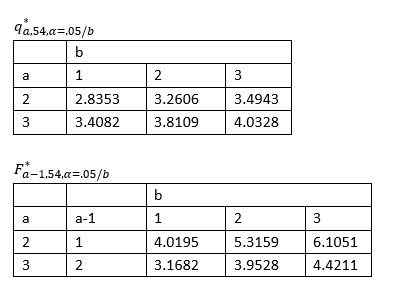 q*a,54,α=.05/b
b
a 1 2 3
2 2.8353 3.2606 3.4943
3 3.4082 3.8109 4.0328
F*a−1,54,α=.05/b
b
a a-1 1 2 3
2 1 4.0195 5.3159 6.1051
3 2 3.1682 3.9528 4.4211